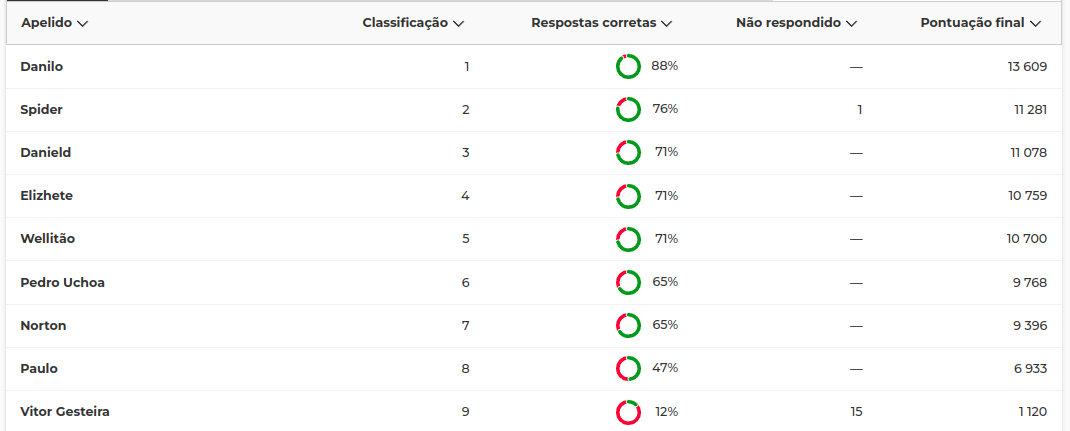 Apelido Classificação Respostas corretas Não respondido Pontuação final
Danilo 1 88% — 13 609
Spider 2 76% 1 11 281
Danield 3 71% — 11 078
Elizhete 4 71% — 10 759
Wellitão 5 71% — 10 700
Pedro Uchoa 6 65% — 9 768
Norton 7 65% — 9 396
Paulo 8 47% — 6 933
Vitor Gesteira 9 12% 15 1 120